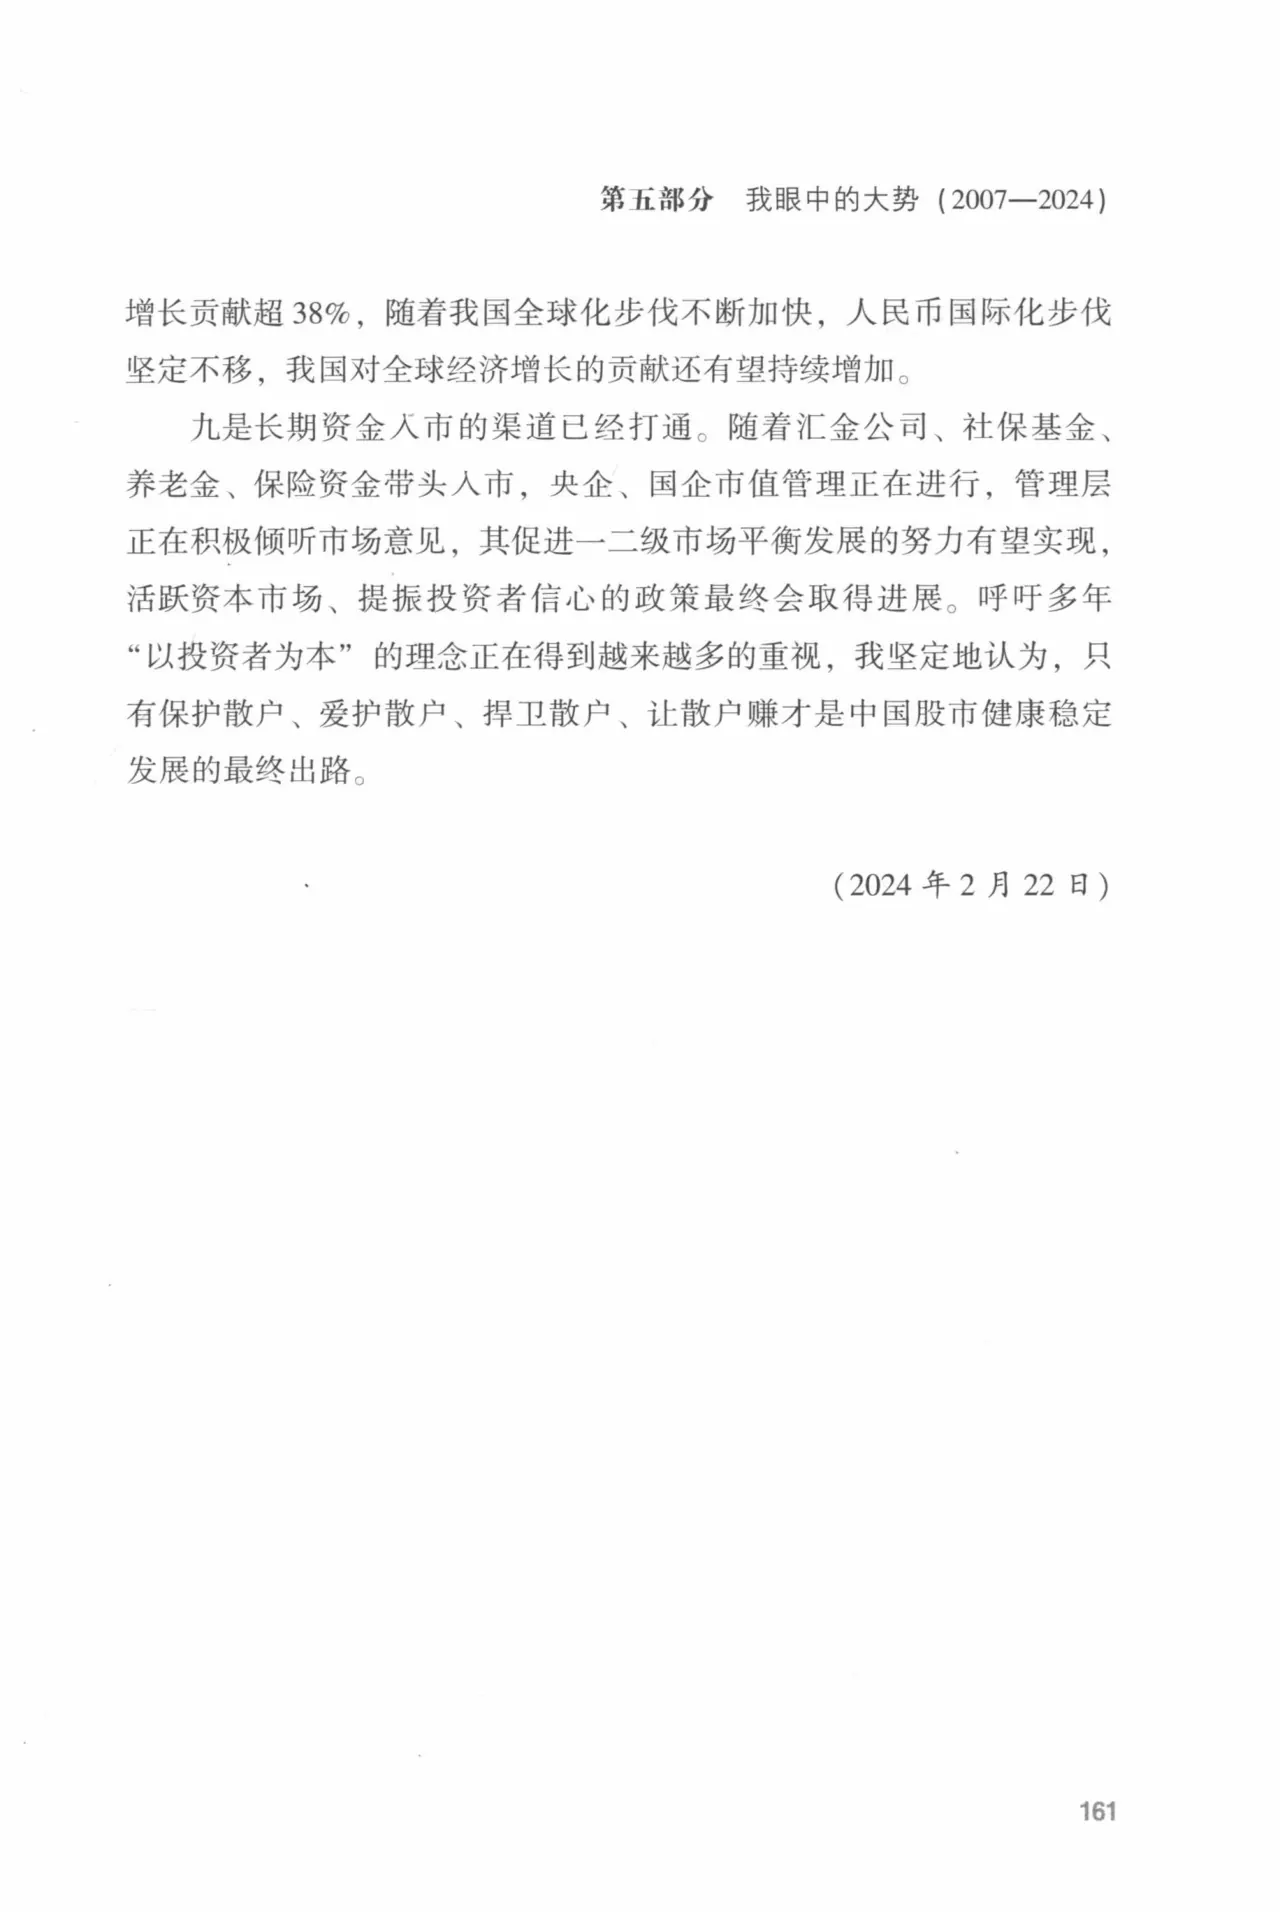 第五部分 我眼中的大势（2007—2024）
增长贡献超 38%，随着我国全球化步伐不断加快，人民币国际化步伐
坚定不移，我国对全球经济增长的贡献还有望持续增加。
九是长期资金入市的渠道已经打通。随着汇金公司、社保基金、
养老金、保险资金带头入市，央企、国企市值管理正在进行，管理层
正在积极倾听市场意见，其促进一二级市场平衡发展的努力有望实现，
活跃资本市场、提振投资者信心的政策最终会取得进展。呼吁多年
“以投资者为本”的理念正在得到越来越多的重视，我坚定地认为，只
有保护散户、爱护散户、捍卫散户、让散户赚才是中国股市健康稳定
发展的最终出路。
（2024 年 2 月 22 日）
161